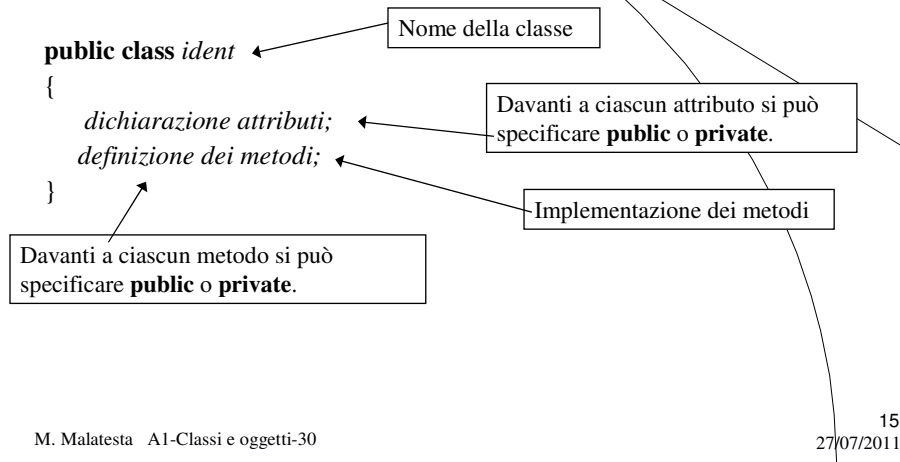 Nome della classe
public class ident
{
Davanti a ciascun attributo si può
specificare public o private.
dichiarazione attributi;
definizione dei metodi;
}
Implementazione dei metodi
Davanti a ciascun metodo si può
specificare public o private.
M. Malatesta A1-Classi e oggetti-30
15
27/07/2011